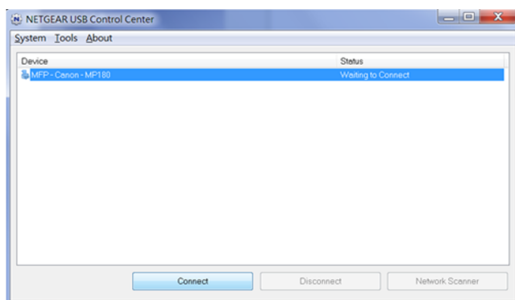 NETGEAR USB Control Center
System Tools About
Device Status
MFP - Canon - MP180 Waiting to Connect
Connect Disconnect Network Scanner